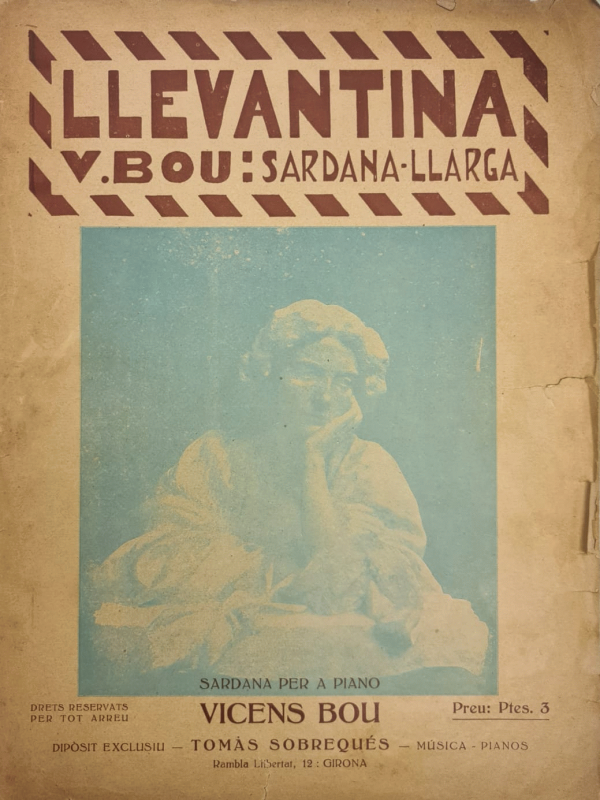 LLEVANTINA
V.BOU: SARDANA-LLARGA
SARDANA PER A PIANO
DRETS RESERVATS
PER TOT ARREU
VICENS BOU
Preu: Ptes. 3
DIPÒSIT EXCLUSIU — TOMÀS SOBREQUÉS — MÚSICA - PIANOS
Rambla Llibertat, 12 : GIRONA